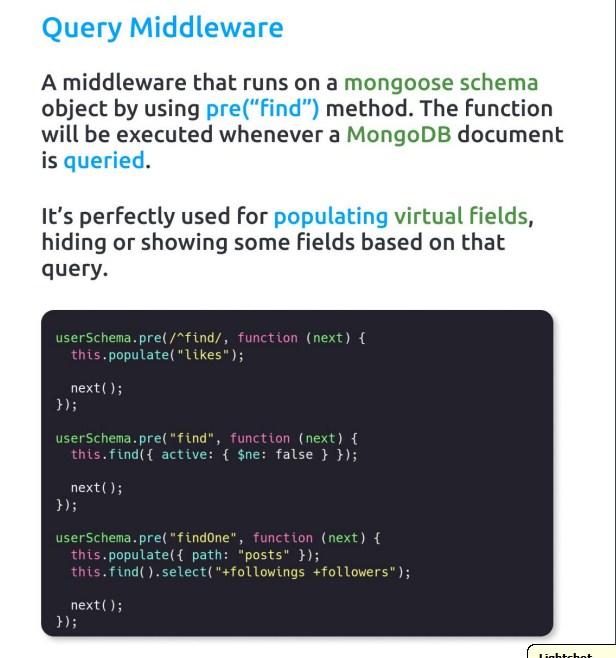 Query Middleware
A middleware that runs on a mongoose schema
object by using pre(“find”) method. The function
will be executed whenever a MongoDB document
is queried.
It’s perfectly used for populating virtual fields,
hiding or showing some fields based on that
query.
userSchema.pre(/^find/, function (next) {
  this.populate("likes");
  next();
});
userSchema.pre("find", function (next) {
  this.find({ active: { $ne: false } });
  next();
});
userSchema.pre("findOne", function (next) {
  this.populate({ path: "posts" });
  this.find().select("+followings +followers");
  next();
});
Lightshot